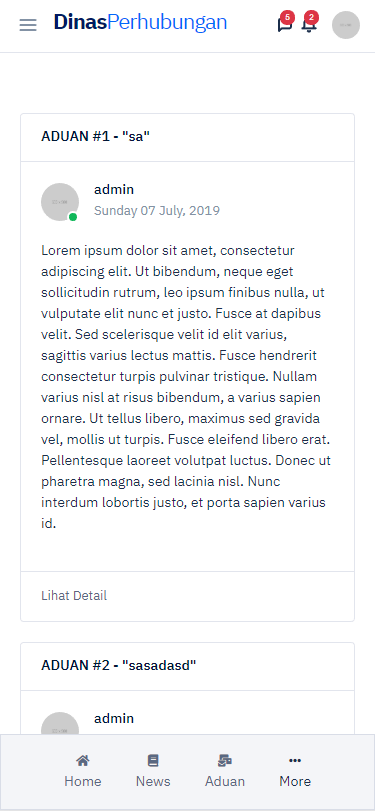 DinasPerhubungan
5
2
ADUAN #1 - "sa"
admin
Sunday 07 July, 2019
Lorem ipsum dolor sit amet, consectetur
adipiscing elit. Ut bibendum, neque eget
sollicitudin rutrum, leo ipsum finibus nulla, ut
vulputate elit nunc et justo. Fusce at dapibus
velit. Sed scelerisque velit id elit varius,
sagittis varius lectus mattis. Fusce hendrerit
consectetur turpis pulvinar tristique. Nullam
varius nisl at risus bibendum, a varius sapien
ornare. Ut tellus libero, maximus sed gravida
vel, mollis ut turpis. Fusce eleifend libero erat.
Pellentesque laoreet volutpat luctus. Donec ut
pharetra magna, sed lacinia nisl. Nunc
interdum lobortis justo, et porta sapien varius
id.
Lihat Detail
ADUAN #2 - "sasadasd"
admin
Home
News
Aduan
More